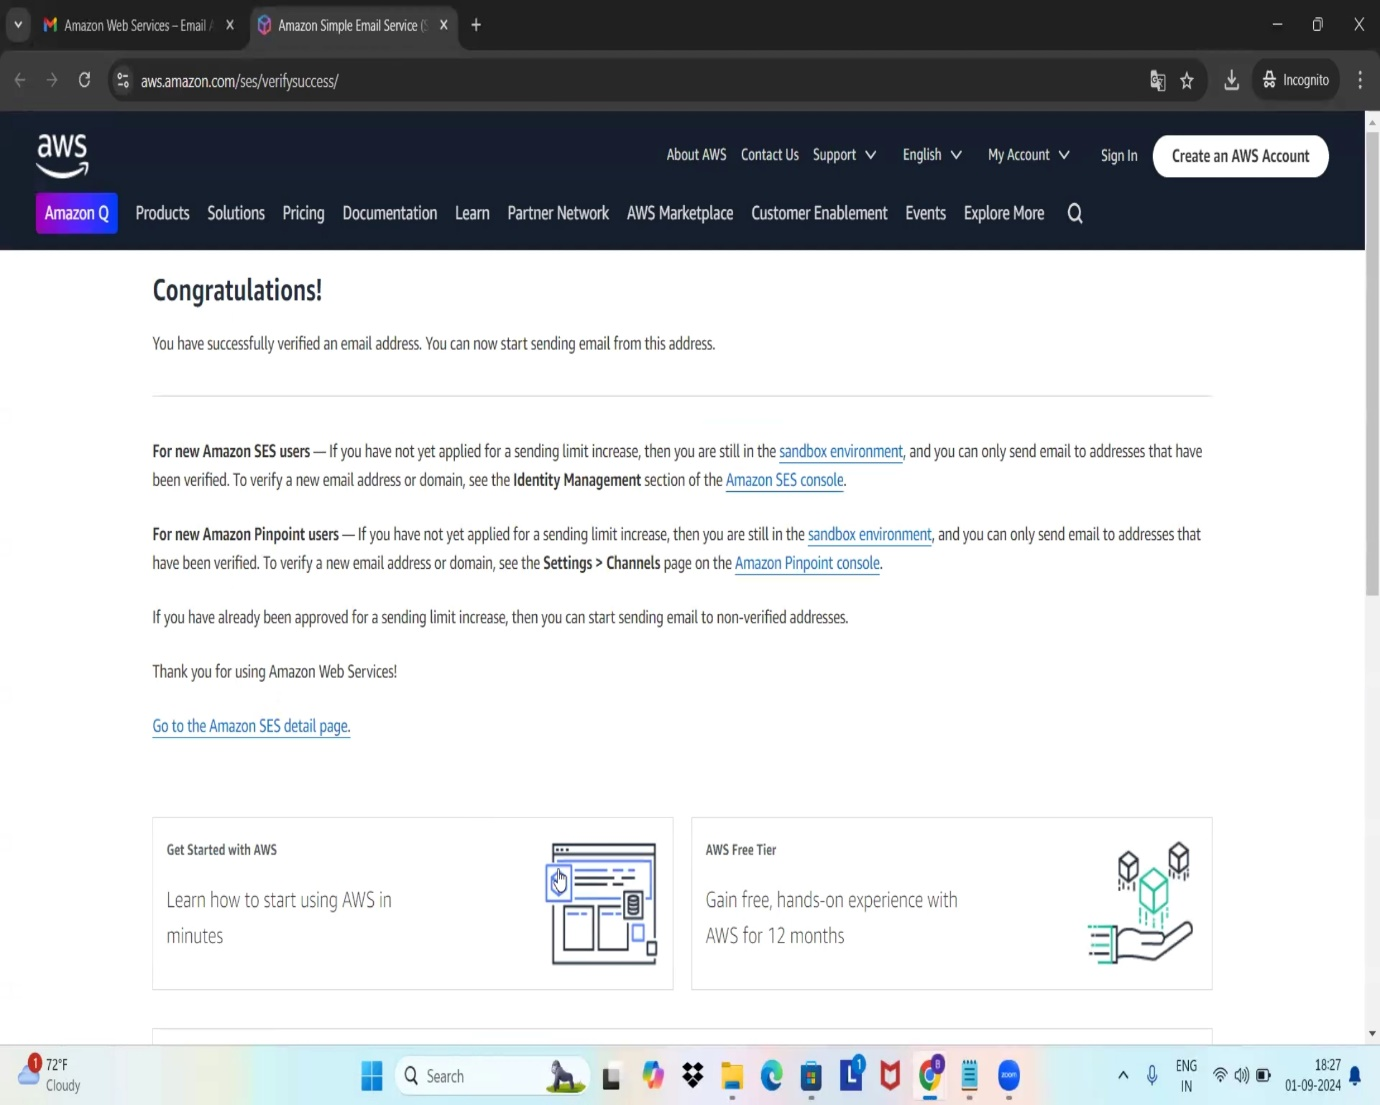 Amazon Web Services – Email A
Amazon Simple Email Service (S
aws.amazon.com/ses/verifysuccess/
Incognito
aws
About AWS Contact Us Support English My Account Sign In Create an AWS Account
Amazon Q Products Solutions Pricing Documentation Learn Partner Network AWS Marketplace Customer Enablement Events Explore More
Congratulations!
You have successfully verified an email address. You can now start sending email from this address.
For new Amazon SES users — If you have not yet applied for a sending limit increase, then you are still in the sandbox environment, and you can only send email to addresses that have
been verified. To verify a new email address or domain, see the Identity Management section of the Amazon SES console.
For new Amazon Pinpoint users — If you have not yet applied for a sending limit increase, then you are still in the sandbox environment, and you can only send email to addresses that
have been verified. To verify a new email address or domain, see the Settings > Channels page on the Amazon Pinpoint console.
If you have already been approved for a sending limit increase, then you can start sending email to non-verified addresses.
Thank you for using Amazon Web Services!
Go to the Amazon SES detail page.
Get Started with AWS
Learn how to start using AWS in
minutes
AWS Free Tier
Gain free, hands-on experience with
AWS for 12 months
1
72°F
Cloudy
Search
L
1
B
zoom
ENG
IN
18:27
01-09-2024